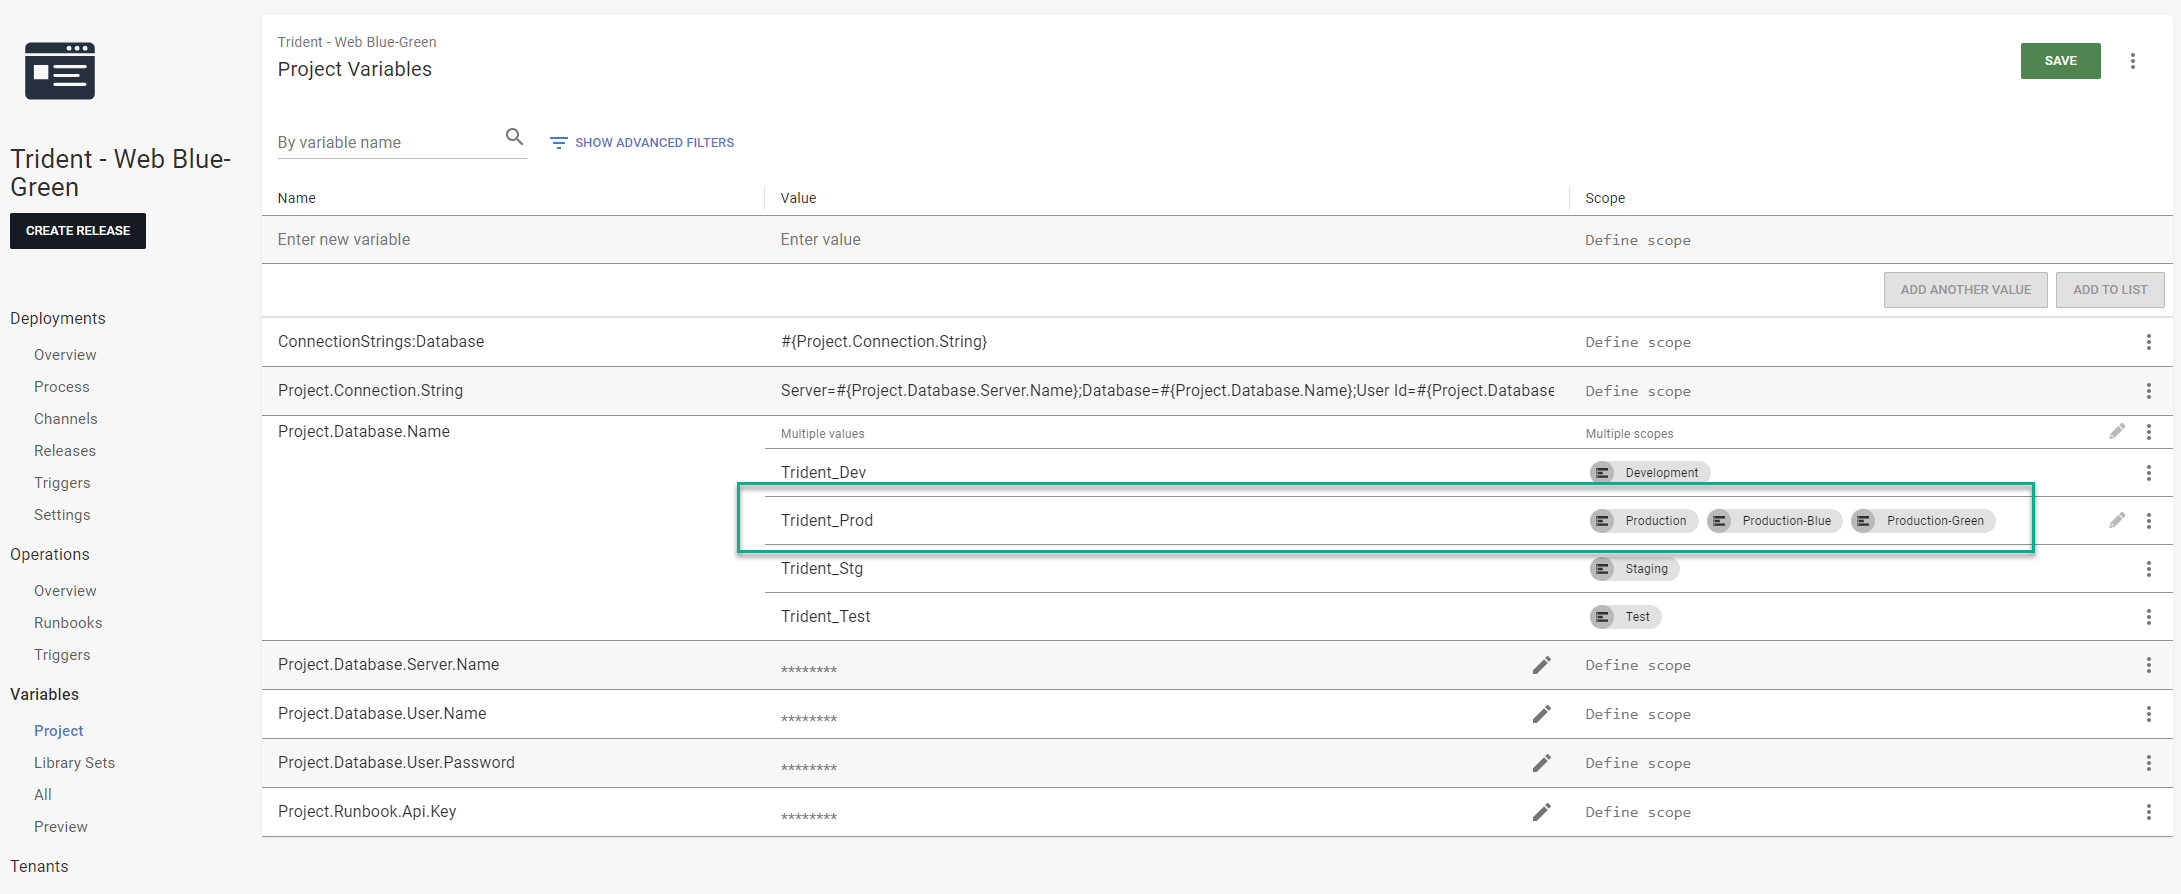 Trident - Web Blue-
Green
CREATE RELEASE
Deployments
Overview
Process
Channels
Releases
Triggers
Settings
Operations
Overview
Runbooks
Triggers
Variables
Project
Library Sets
All
Preview
Tenants
Trident - Web Blue-Green
Project Variables
SAVE
By variable name
SHOW ADVANCED FILTERS
Name Value Scope
Enter new variable Enter value Define scope
ADD ANOTHER VALUE ADD TO LIST
ConnectionStrings:Database #{Project.Connection.String} Define scope
Project.Connection.String Server=#{Project.Database.Server.Name};Database=#{Project.Database.Name};User Id=#{Project.Database Define scope
Project.Database.Name Multiple values Multiple scopes
Trident_Dev Development
Trident_Prod Production Production-Blue Production-Green
Trident_Stg Staging
Trident_Test Test
Project.Database.Server.Name ******** Define scope
Project.Database.User.Name ******** Define scope
Project.Database.User.Password ******** Define scope
Project.Runbook.Api.Key ******** Define scope